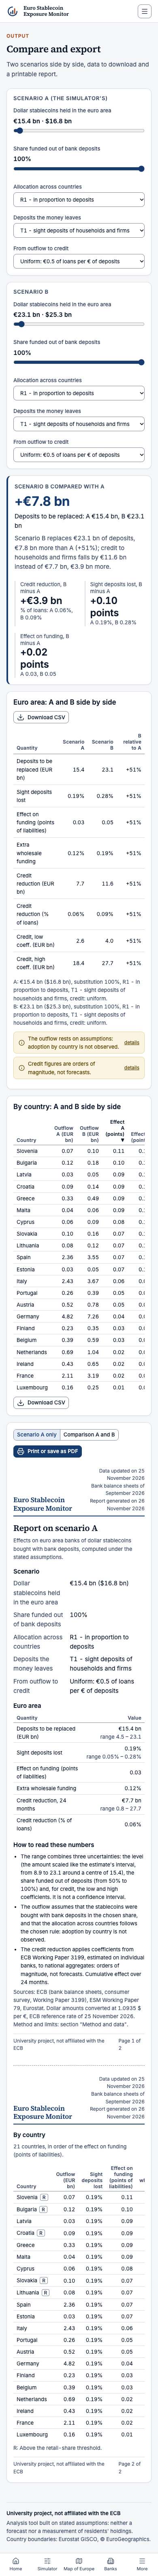 Euro Stablecoin
Exposure Monitor
OUTPUT
Compare and export
Two scenarios side by side, data to download and
a printable report.
SCENARIO A (THE SIMULATOR'S)
Dollar stablecoins held in the euro area
€15.4 bn · $16.8 bn
Share funded out of bank deposits
100%
Allocation across countries
R1 - in proportion to deposits
Deposits the money leaves
T1 - sight deposits of households and firms
From outflow to credit
Uniform: €0.5 of loans per € of deposits
SCENARIO B
Dollar stablecoins held in the euro area
€23.1 bn · $25.3 bn
Share funded out of bank deposits
100%
Allocation across countries
R1 - in proportion to deposits
Deposits the money leaves
T1 - sight deposits of households and firms
From outflow to credit
Uniform: €0.5 of loans per € of deposits
SCENARIO B COMPARED WITH A
+€7.8 bn
Deposits to be replaced: A €15.4 bn, B €23.1
bn
Scenario B replaces €23.1 bn of deposits,
€7.8 bn more than A (+51%); credit to
households and firms falls by €11.6 bn
instead of €7.7 bn, or €3.9 bn more.
Credit reduction, B
minus A
+€3.9 bn
% of loans: A 0.06%,
B 0.09%
Sight deposits lost, B
minus A
+0.10
points
A 0.19%, B 0.28%
Effect on funding, B
minus A
+0.02
points
A 0.03, B 0.05
Euro area: A and B side by side
Download CSV
Quantity Scenario A Scenario B B relative to A
Deposits to be replaced (EUR bn) 15.4 23.1 +51%
Sight deposits lost 0.19% 0.28% +51%
Effect on funding (points of liabilities) 0.03 0.05 +51%
Extra wholesale funding 0.12% 0.19% +51%
Credit reduction (EUR bn) 7.7 11.6 +51%
Credit reduction (% of loans) 0.06% 0.09% +51%
Credit, low coeff. (EUR bn) 2.6 4.0 +51%
Credit, high coeff. (EUR bn) 18.4 27.7 +51%
A: €15.4 bn ($16.8 bn), substitution 100%, R1 - in
proportion to deposits, T1 - sight deposits of
households and firms, credit: uniform.
B: €23.1 bn ($25.3 bn), substitution 100%, R1 - in
proportion to deposits, T1 - sight deposits of
households and firms, credit: uniform.
The outflow rests on assumptions:
adoption by country is not observed.
details
Credit figures are orders of
magnitude, not forecasts.
details
By country: A and B side by side
Country Outflow A (EUR bn) Outflow B (EUR bn) Effect A (points) ▼
Slovenia 0.07 0.10 0.11
Bulgaria 0.12 0.18 0.10
Latvia 0.03 0.05 0.09
Croatia 0.09 0.14 0.09
Greece 0.33 0.49 0.09
Malta 0.04 0.06 0.09
Cyprus 0.06 0.09 0.08
Slovakia 0.10 0.16 0.07
Lithuania 0.08 0.12 0.07
Spain 2.36 3.55 0.07
Estonia 0.03 0.05 0.07
Italy 2.43 3.67 0.06
Portugal 0.26 0.39 0.05
Austria 0.52 0.78 0.05
Germany 4.82 7.26 0.04
Finland 0.23 0.35 0.03
Belgium 0.39 0.59 0.03
Netherlands 0.69 1.04 0.02
Ireland 0.43 0.65 0.02
France 2.11 3.19 0.02
Luxembourg 0.16 0.25 0.01
Download CSV
Scenario A only Comparison A and B
Print or save as PDF
Euro Stablecoin
Exposure Monitor
Data updated on 25
November 2026
Bank balance sheets of
September 2026
Report generated on 26
November 2026
Report on scenario A
Effects on euro area banks of dollar stablecoins
bought with bank deposits, computed under the
stated assumptions.
Scenario
Dollar stablecoins held in the euro area €15.4 bn ($16.8 bn)
Share funded out of bank deposits 100%
Allocation across countries R1 - in proportion to deposits
Deposits the money leaves T1 - sight deposits of households and firms
From outflow to credit Uniform: €0.5 of loans per € of deposits
Euro area
Quantity Value
Deposits to be replaced (EUR bn) €15.4 bn range 4.5 – 23.1
Sight deposits lost 0.19% range 0.05% – 0.28%
Effect on funding (points of liabilities) 0.03
Extra wholesale funding 0.12%
Credit reduction, 24 months €7.7 bn range 0.8 – 27.7
Credit reduction (% of loans) 0.06%
How to read these numbers
• The range combines three uncertainties: the level
(the amount scaled like the estimate's interval,
from 8.9 to 23.1 around a centre of 15.4), the
share funded out of deposits (from 50% to
100%) and, for credit, the low and high
coefficients. It is not a confidence interval.
• The outflow assumes that the stablecoins were
bought with bank deposits in the chosen share,
and that the allocation across countries follows
the chosen rule: adoption by country is not
observed.
• The credit reduction applies coefficients from
ECB Working Paper 3199, estimated on individual
banks, to national aggregates: orders of
magnitude, not forecasts. Cumulative effect over
24 months.
Sources: ECB (bank balance sheets, consumer
survey, Working Paper 3199), ESM Working Paper
79, Eurostat. Dollar amounts converted at 1.0935 $
per €, ECB reference rate of 25 November 2026.
Method and limits: section "Method and data".
University project, not affiliated with the
ECB
Page 1 of
2
Euro Stablecoin
Exposure Monitor
Data updated on 25
November 2026
Bank balance sheets of
September 2026
Report generated on 26
November 2026
By country
21 countries, in order of the effect on funding
(points of liabilities).
Country Outflow (EUR bn) Sight deposits lost Effect on funding (points of liabilities)
Slovenia R 0.07 0.19% 0.11
Bulgaria R 0.12 0.19% 0.10
Latvia 0.03 0.19% 0.09
Croatia R 0.09 0.19% 0.09
Greece 0.33 0.19% 0.09
Malta 0.04 0.19% 0.09
Cyprus 0.06 0.19% 0.08
Slovakia R 0.10 0.19% 0.07
Lithuania R 0.08 0.19% 0.07
Spain 2.36 0.19% 0.07
Estonia 0.03 0.19% 0.07
Italy 2.43 0.19% 0.06
Portugal 0.26 0.19% 0.05
Austria 0.52 0.19% 0.05
Germany 4.82 0.19% 0.04
Finland 0.23 0.19% 0.03
Belgium 0.39 0.19% 0.03
Netherlands 0.69 0.19% 0.02
Ireland 0.43 0.19% 0.02
France 2.11 0.19% 0.02
Luxembourg 0.16 0.19% 0.01
R: Above the retail-share threshold.
University project, not affiliated with the
ECB
Page 2 of
2
University project, not affiliated with the ECB
Analysis tool built on stated assumptions: neither an
forecast nor a measurement of residents' holdings.
Country boundaries: Eurostat GISCO, © EuroGeographics.
Home Simulator Map of Europe Banks More